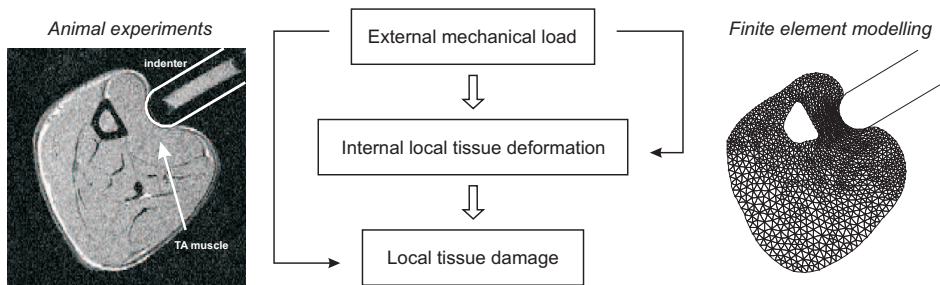 Animal experiments
indenter
TA muscle
External mechanical load
Internal local tissue deformation
Local tissue damage
Finite element modelling